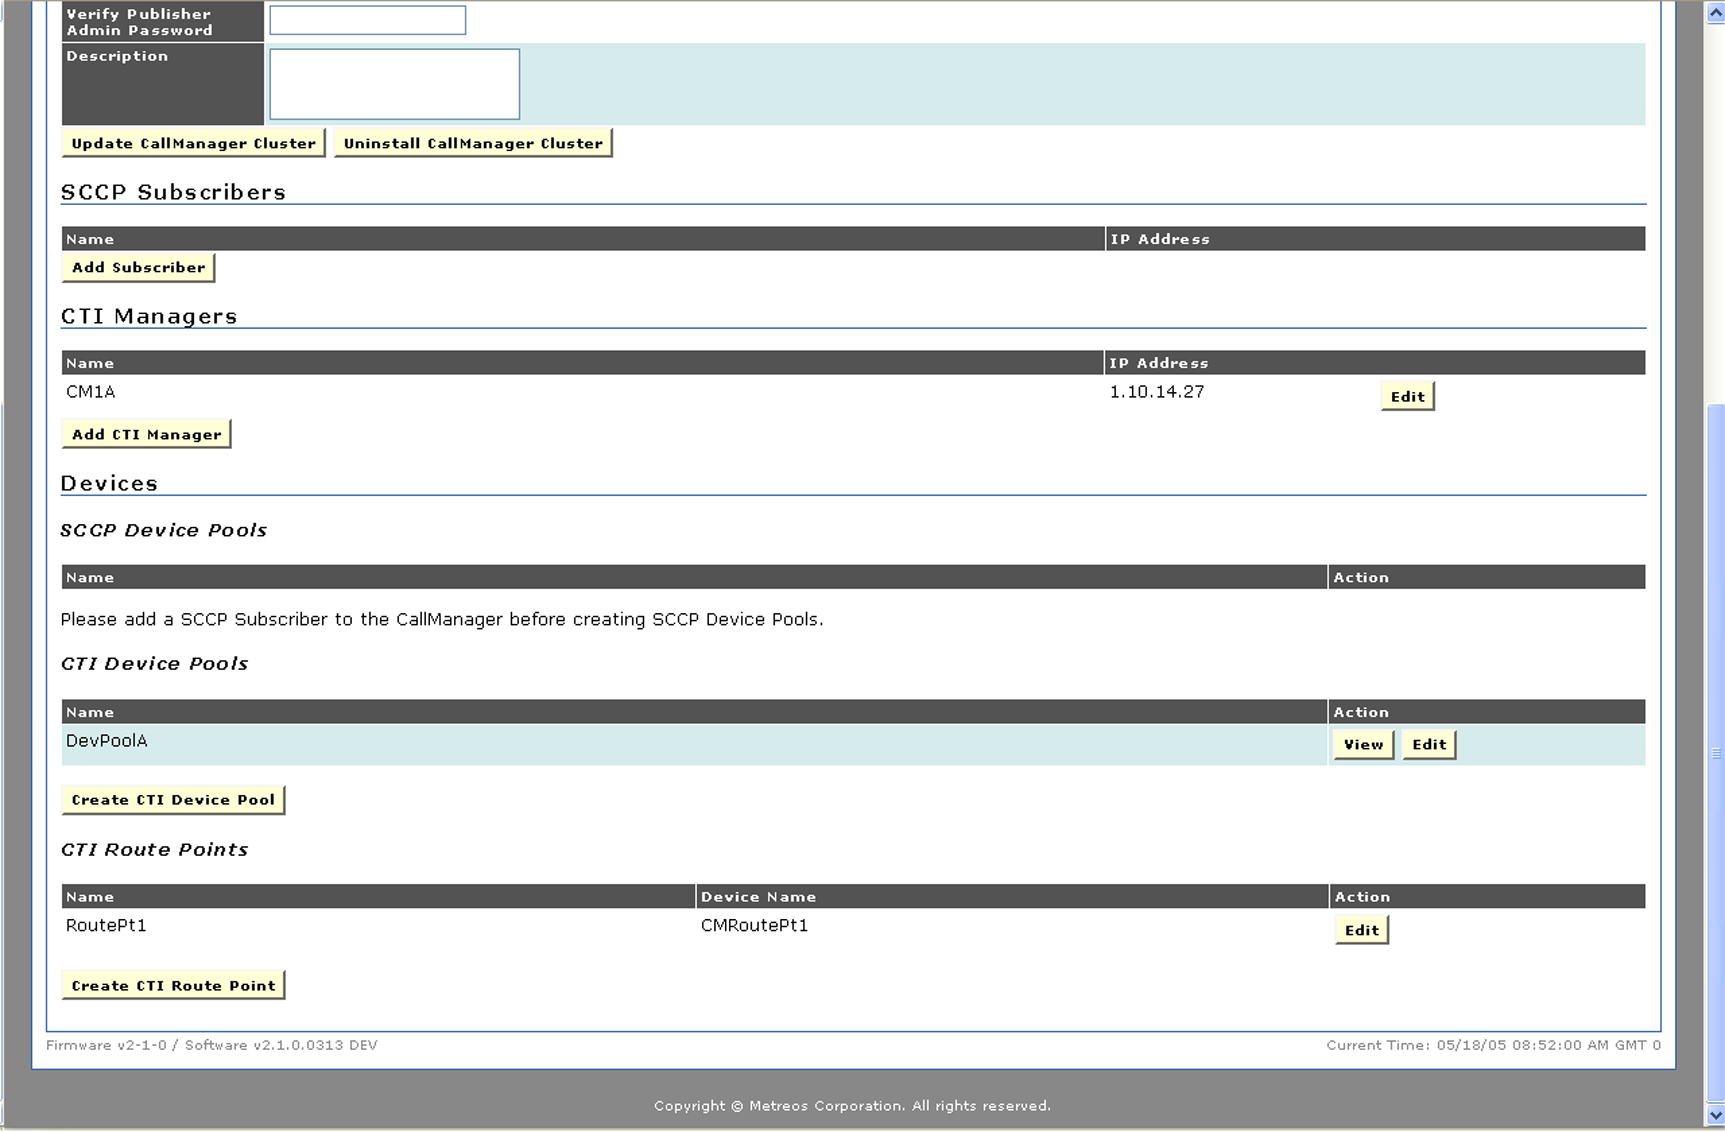 Verify Publisher
Admin Password
Description
Update CallManager Cluster Uninstall CallManager Cluster
SCCP Subscribers
Name IP Address
Add Subscriber
CTI Managers
Name IP Address
CM1A 1.10.14.27 Edit
Add CTI Manager
Devices
SCCP Device Pools
Name Action
Please add a SCCP Subscriber to the CallManager before creating SCCP Device Pools.
CTI Device Pools
Name Action
DevPoolA View Edit
Create CTI Device Pool
CTI Route Points
Name Device Name Action
RoutePt1 CMRoutePt1 Edit
Create CTI Route Point
Firmware v2-1-0 / Software v2.1.0.0313 DEV Current Time: 05/18/05 08:52:00 AM GMT 0
Copyright © Metreos Corporation. All rights reserved.